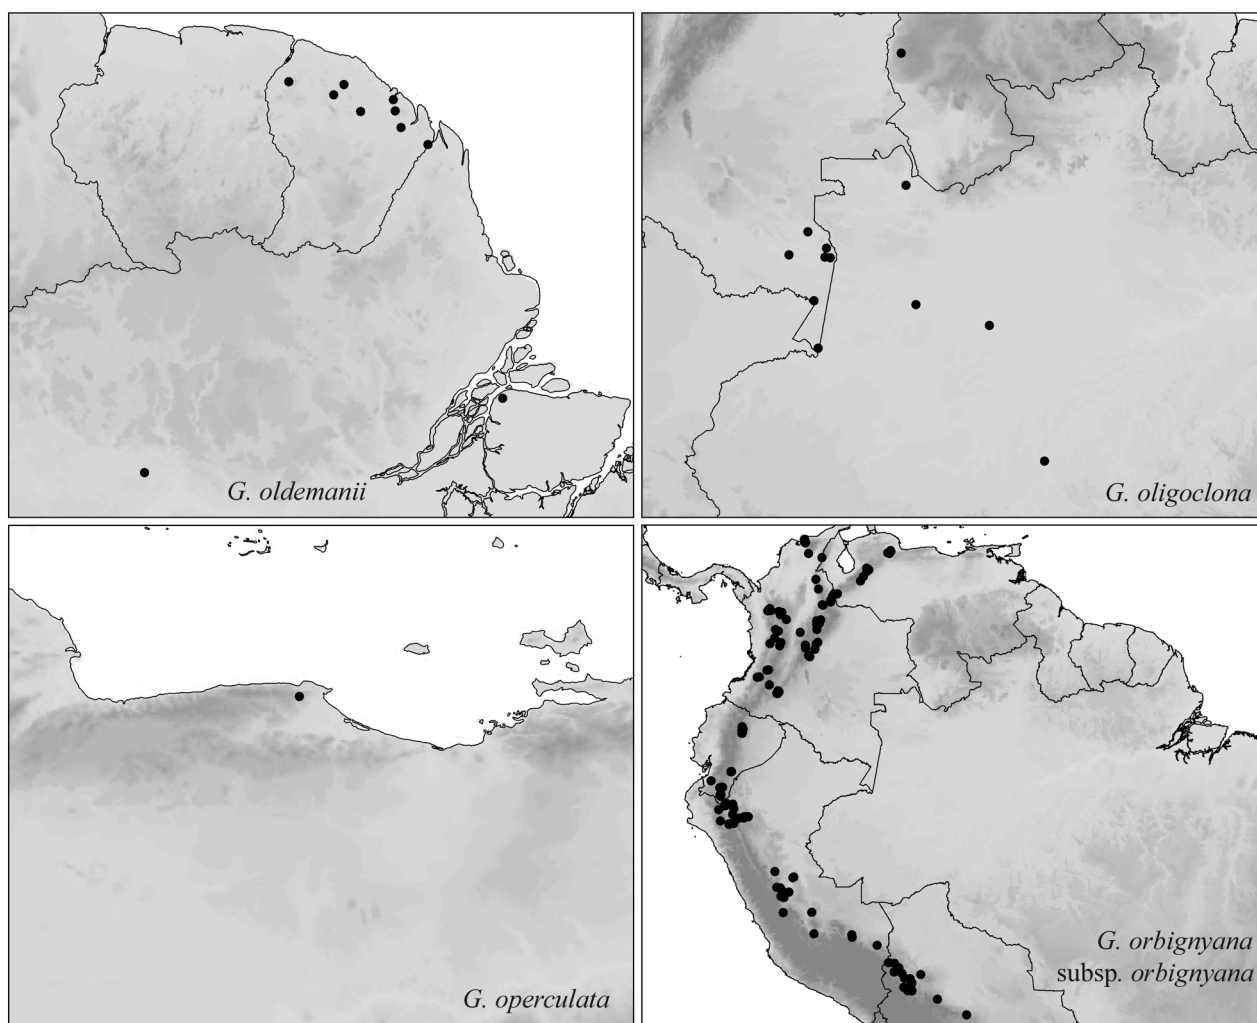 G. oldemanii
G. oligoclona
G. operculata
G. orbignyana
subsp. orbignyana